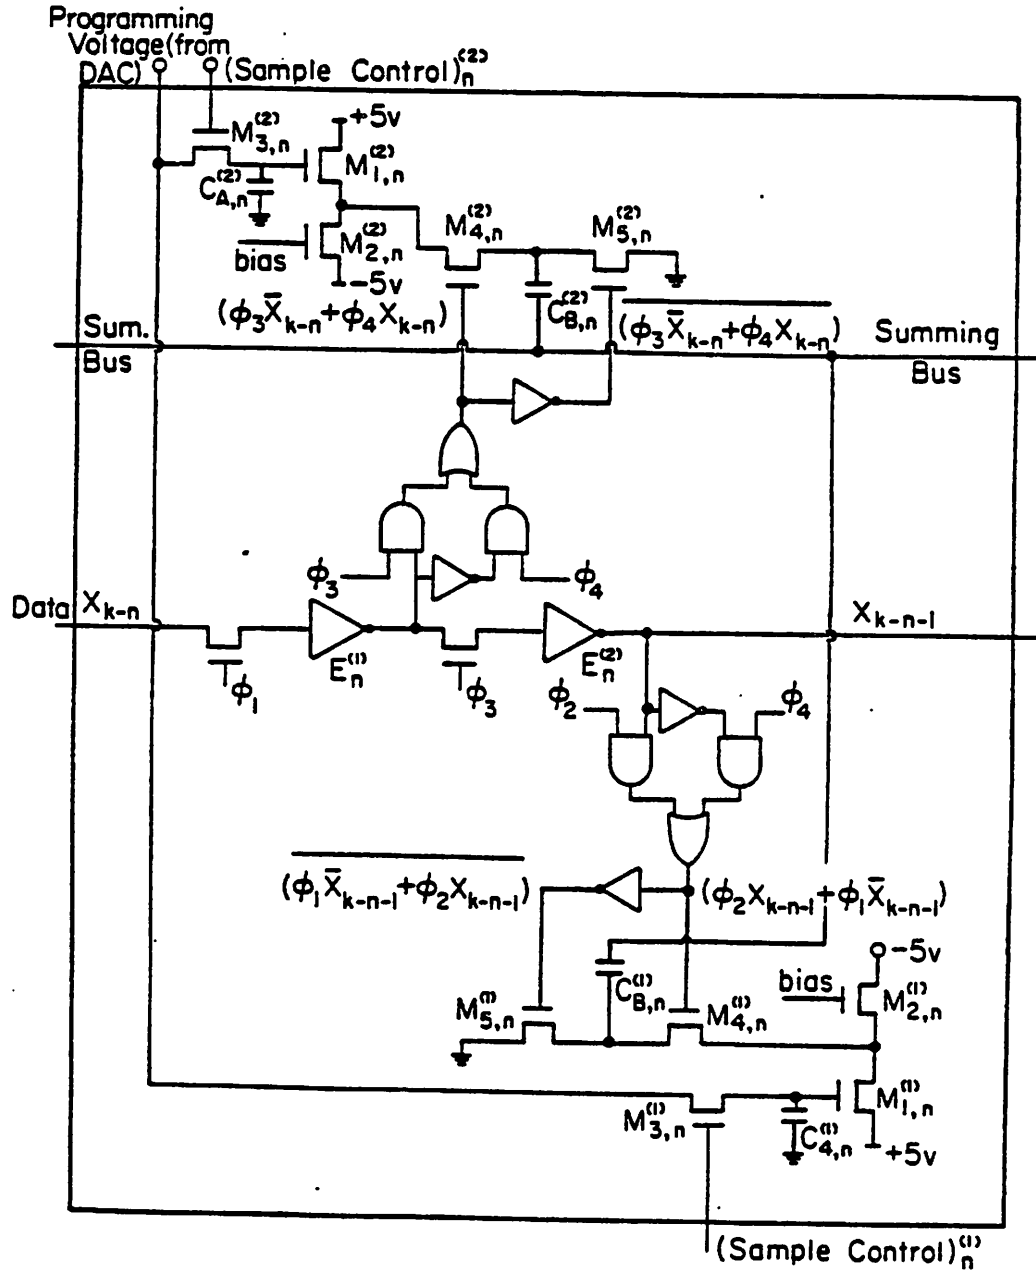 Programming
Voltage (from
DAC)
(Sample Control)ₙ⁽²⁾
+5v
M₃,ₙ⁽²⁾
M₁,ₙ⁽²⁾
C_A,ₙ⁽²⁾
M₂,ₙ⁽²⁾
bias
-5v
M₄,ₙ⁽²⁾
M₅,ₙ⁽²⁾
C_B,ₙ⁽²⁾
(ϕ₃X̄ₖ₋ₙ+ϕ₄Xₖ₋ₙ)
(ϕ₃X̄ₖ₋ₙ+ϕ₄Xₖ₋ₙ)
Sum.
Bus
Summing
Bus
ϕ₃
ϕ₄
Data Xₖ₋ₙ
Xₖ₋ₙ₋₁
Eₙ⁽¹⁾
Eₙ⁽²⁾
ϕ₁
ϕ₃
ϕ₂
ϕ₄
(ϕ₁X̄ₖ₋ₙ₋₁+ϕ₂Xₖ₋ₙ₋₁)
(ϕ₂Xₖ₋ₙ₋₁+ϕ₁X̄ₖ₋ₙ₋₁)
-5v
bias
M₂,ₙ⁽¹⁾
C_B,ₙ⁽¹⁾
M₅,ₙ⁽¹⁾
M₄,ₙ⁽¹⁾
M₁,ₙ⁽¹⁾
M₃,ₙ⁽¹⁾
C₄,ₙ⁽¹⁾
+5v
(Sample Control)ₙ⁽¹⁾